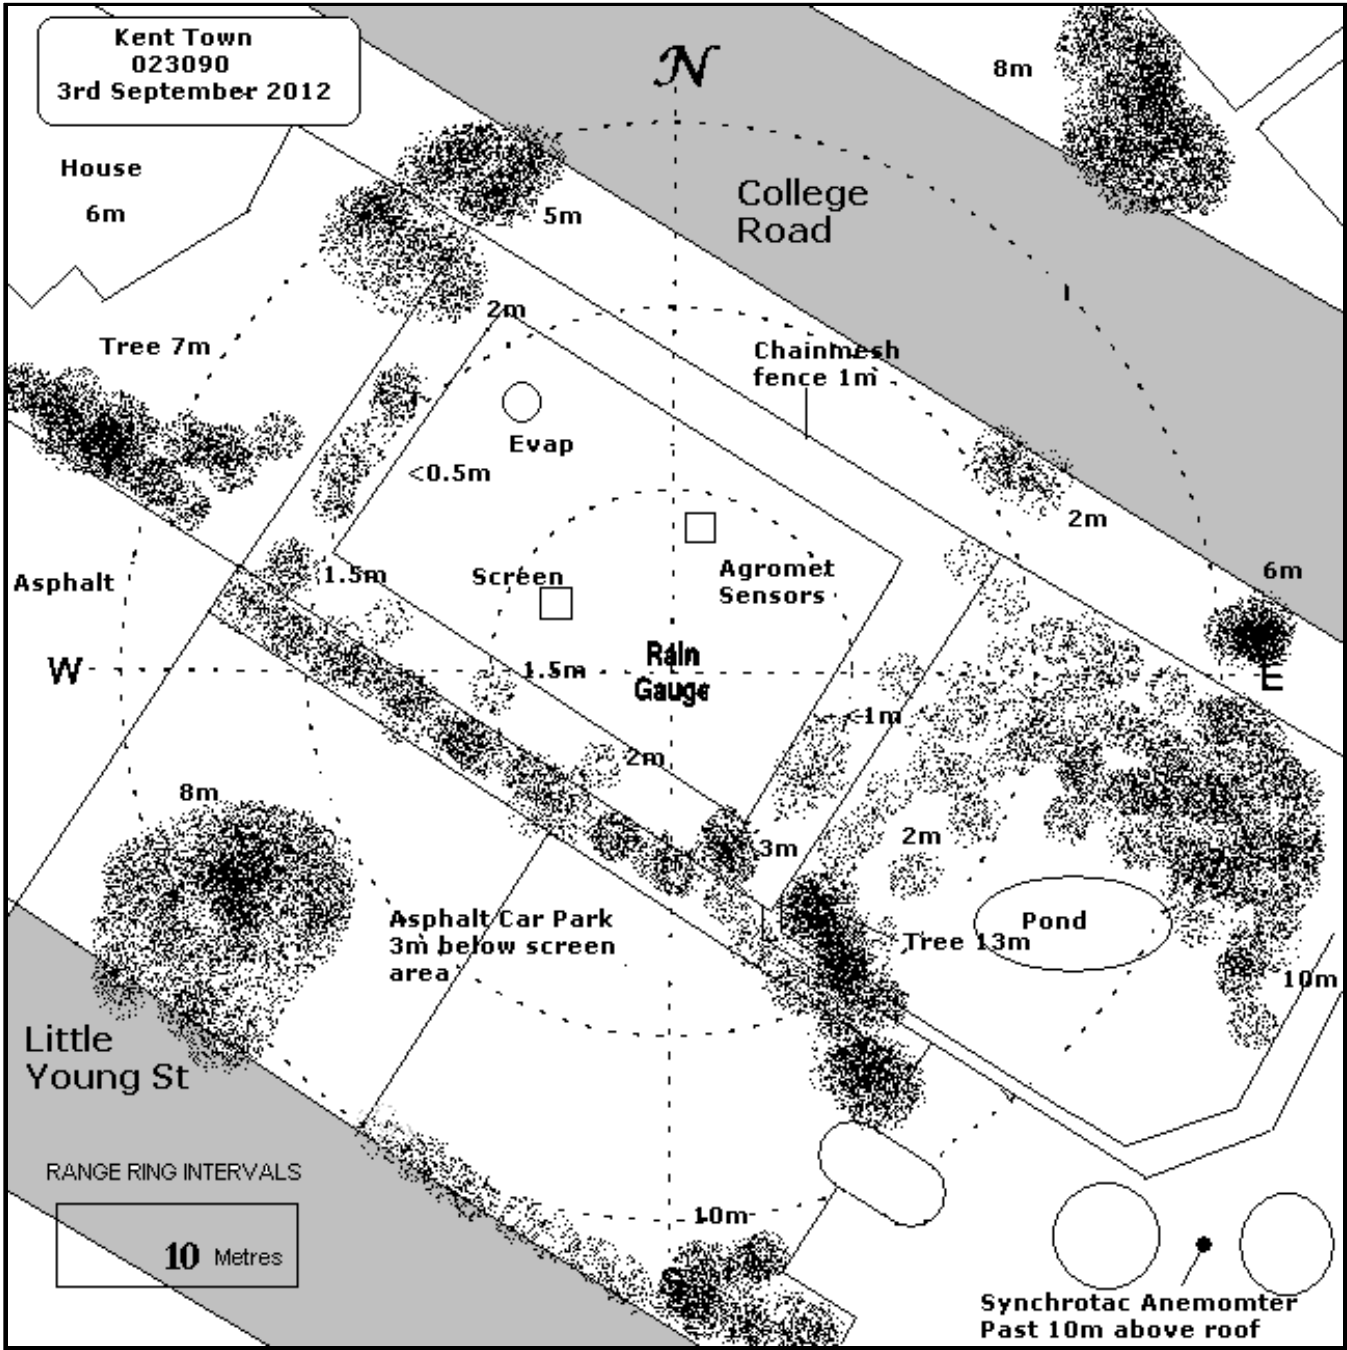 Kent Town
023090
3rd September 2012
N
8m
House
6m
College
Road
5m
2m
Tree 7m
Chainmesh
fence 1m
Evap
<0.5m
2m
Asphalt
1.5m
Screen
Agromet
Sensors
6m
W
1.5m
Rain
Gauge
E
<1m
2m
8m
3m
2m
Asphalt Car Park
3m below screen
area
Pond
Tree 13m
10m
Little
Young St
RANGE RING INTERVALS
10 Metres
10m
S
Synchrotac Anemomter
Past 10m above roof